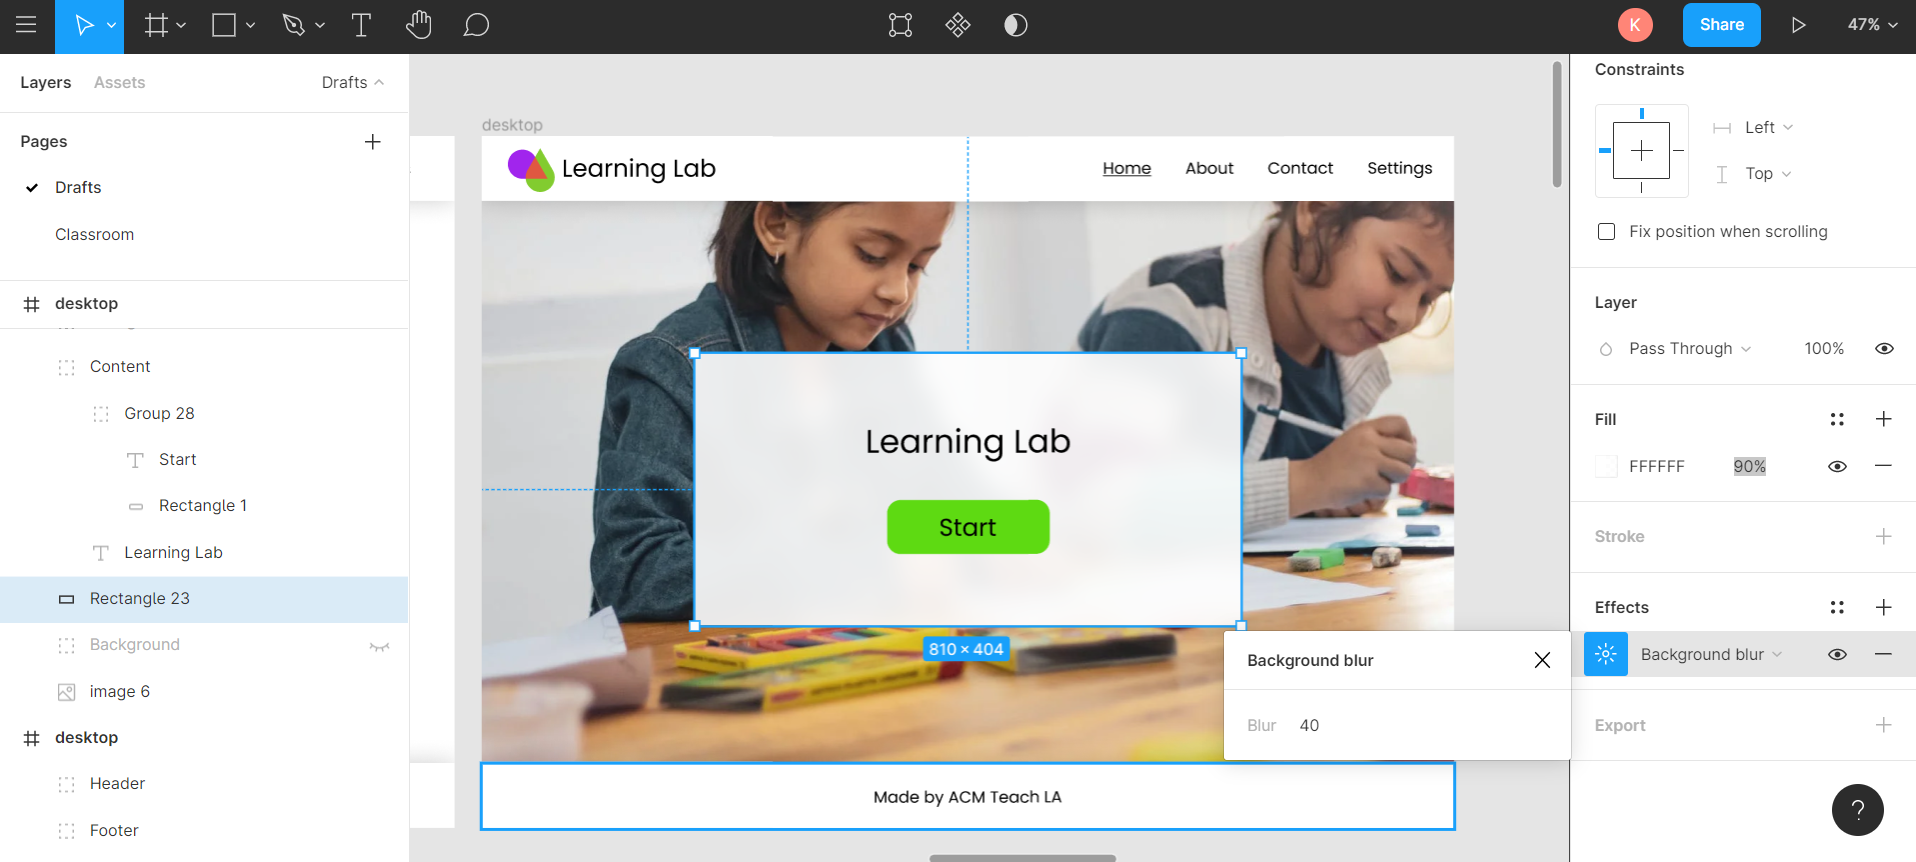 K
Share
47%
Layers
Assets
Drafts
Pages
Drafts
Classroom
desktop
Content
Group 28
Start
Rectangle 1
Learning Lab
Rectangle 23
Background
image 6
desktop
Header
Footer
desktop
Learning Lab
Home
About
Contact
Settings
Learning Lab
Start
810 × 404
Made by ACM Teach LA
Background blur
Blur
40
Constraints
Left
Top
Fix position when scrolling
Layer
Pass Through
100%
Fill
FFFFFF
90%
Stroke
Effects
Background blur
Export
?